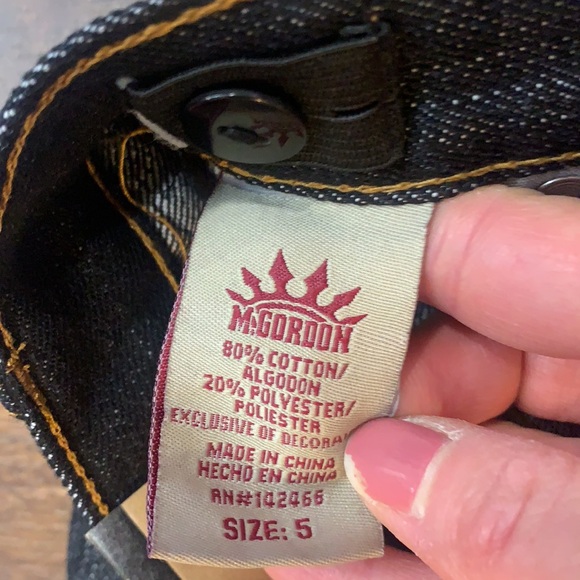 McGORDON
80% COTTON/
ALGODON
20% POLYESTER/
POLIESTER
EXCLUSIVE OF DECORA
MADE IN CHINA
HECHO EN CHINA
RN#142466
SIZE: 5